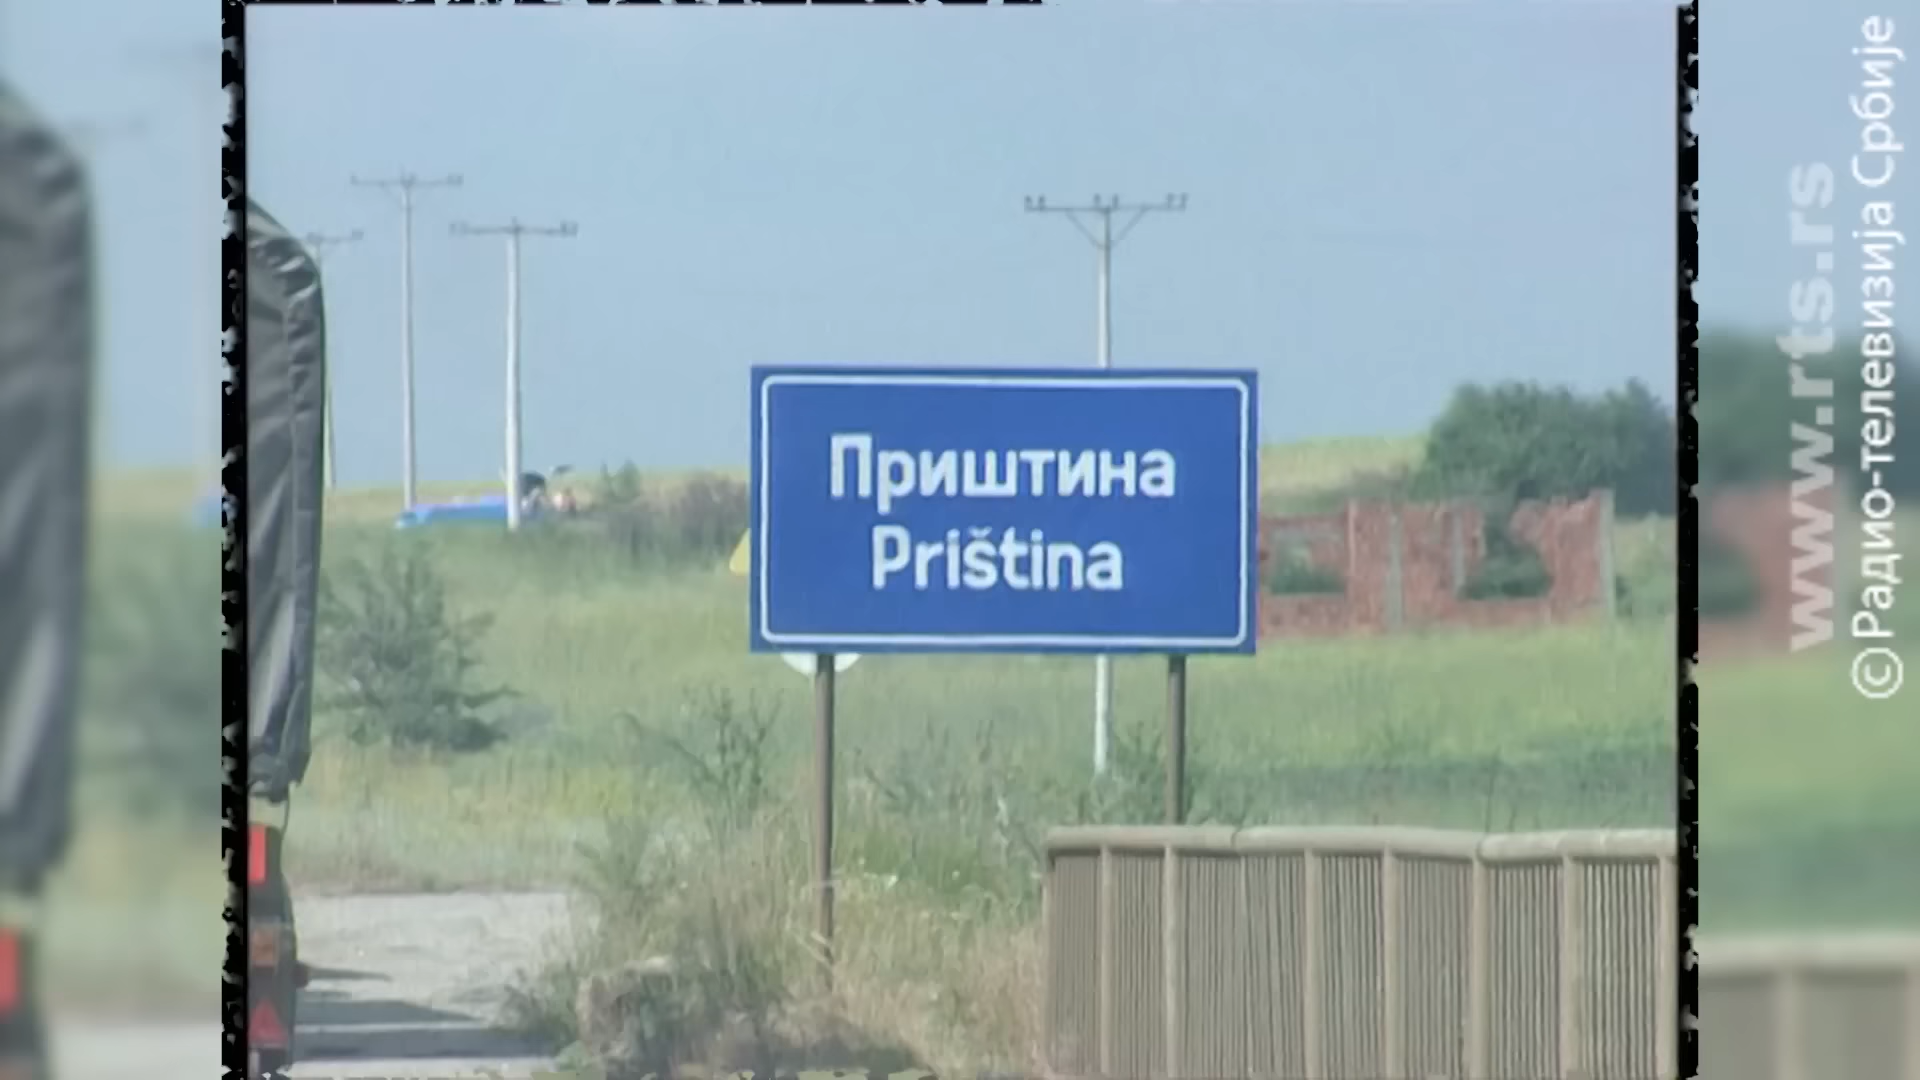 Приштина
Priština
www.rts.rs
© Радио-телевизија Србије